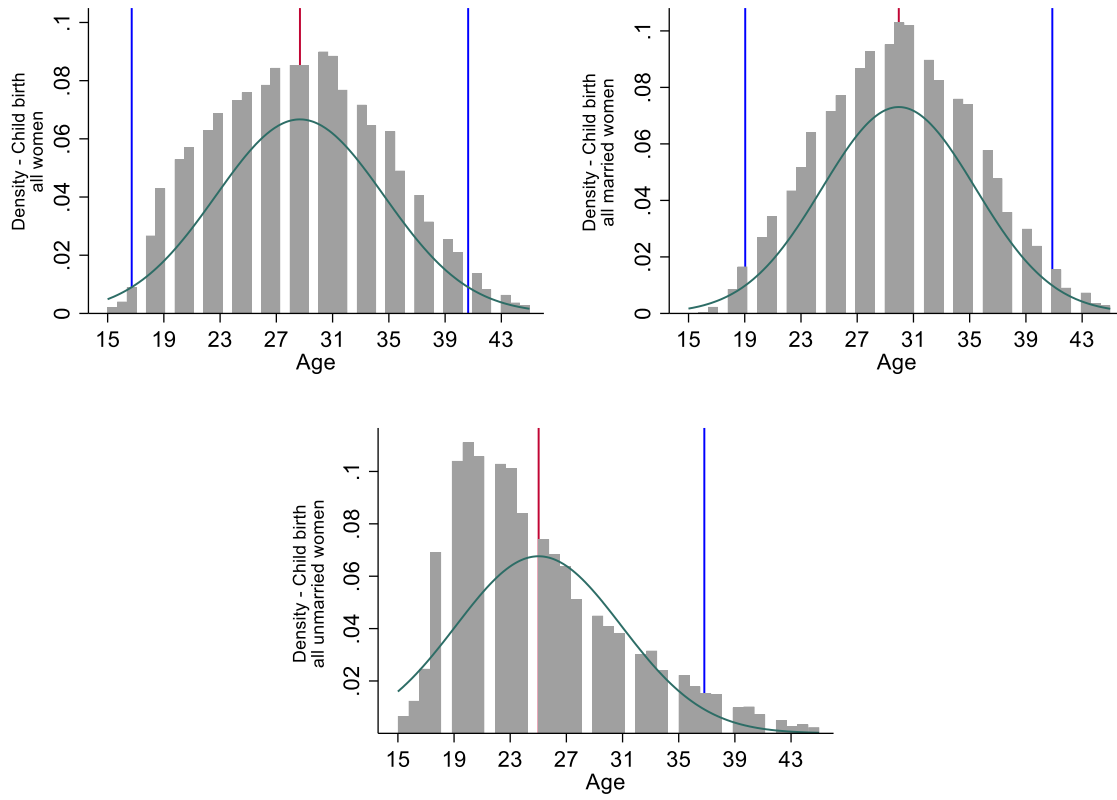 Density - Child birth
all women
0 .02 .04 .06 .08 .1
15 19 23 27 31 35 39 43
Age
Density - Child birth
all married women
0 .02 .04 .06 .08 .1
15 19 23 27 31 35 39 43
Age
Density - Child birth
all unmarried women
.02 .04 .06 .08 .1
15 19 23 27 31 35 39 43
Age